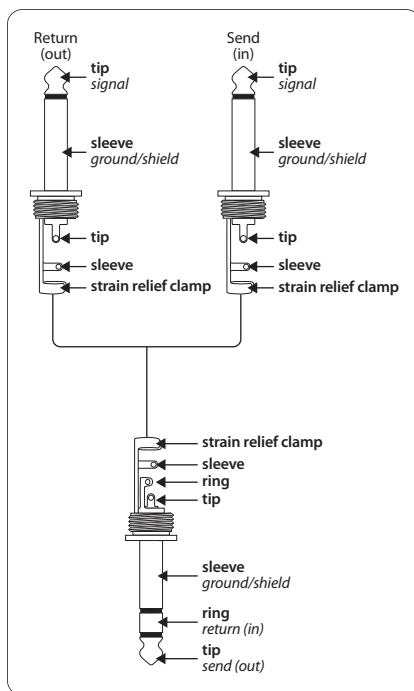 Return
(out)
tip
signal
sleeve
ground/shield
tip
sleeve
strain relief clamp
Send
(in)
tip
signal
sleeve
ground/shield
tip
sleeve
strain relief clamp
strain relief clamp
sleeve
ring
tip
sleeve
ground/shield
ring
return (in)
tip
send (out)